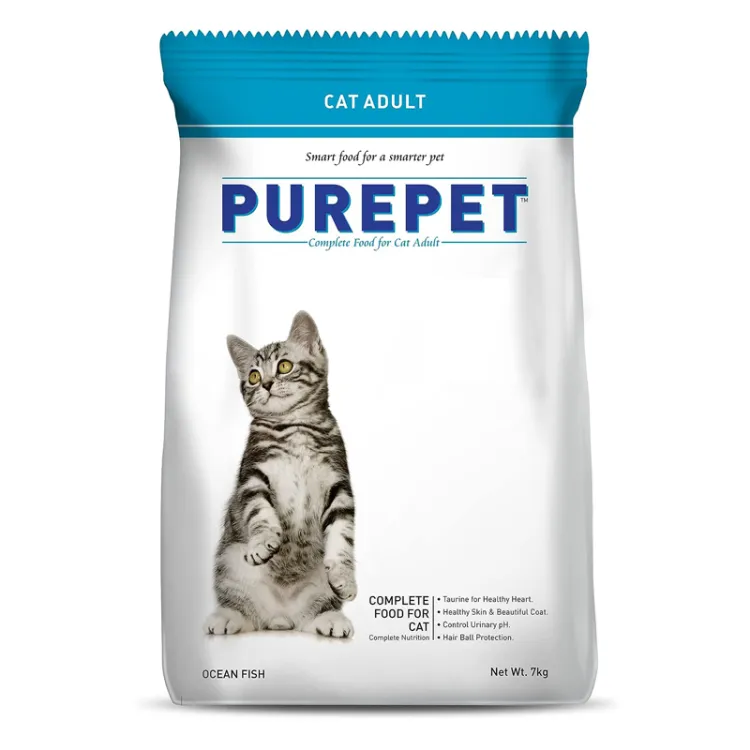 CAT ADULT
Smart food for a smarter pet
PUREPET™
Complete Food for Cat Adult
COMPLETE
FOOD FOR
CAT
Complete Nutrition
• Taurine for Healthy Heart.
• Healthy Skin & Beautiful Coat.
• Control Urinary pH.
• Hair Ball Protection.
OCEAN FISH
Net Wt. 7kg